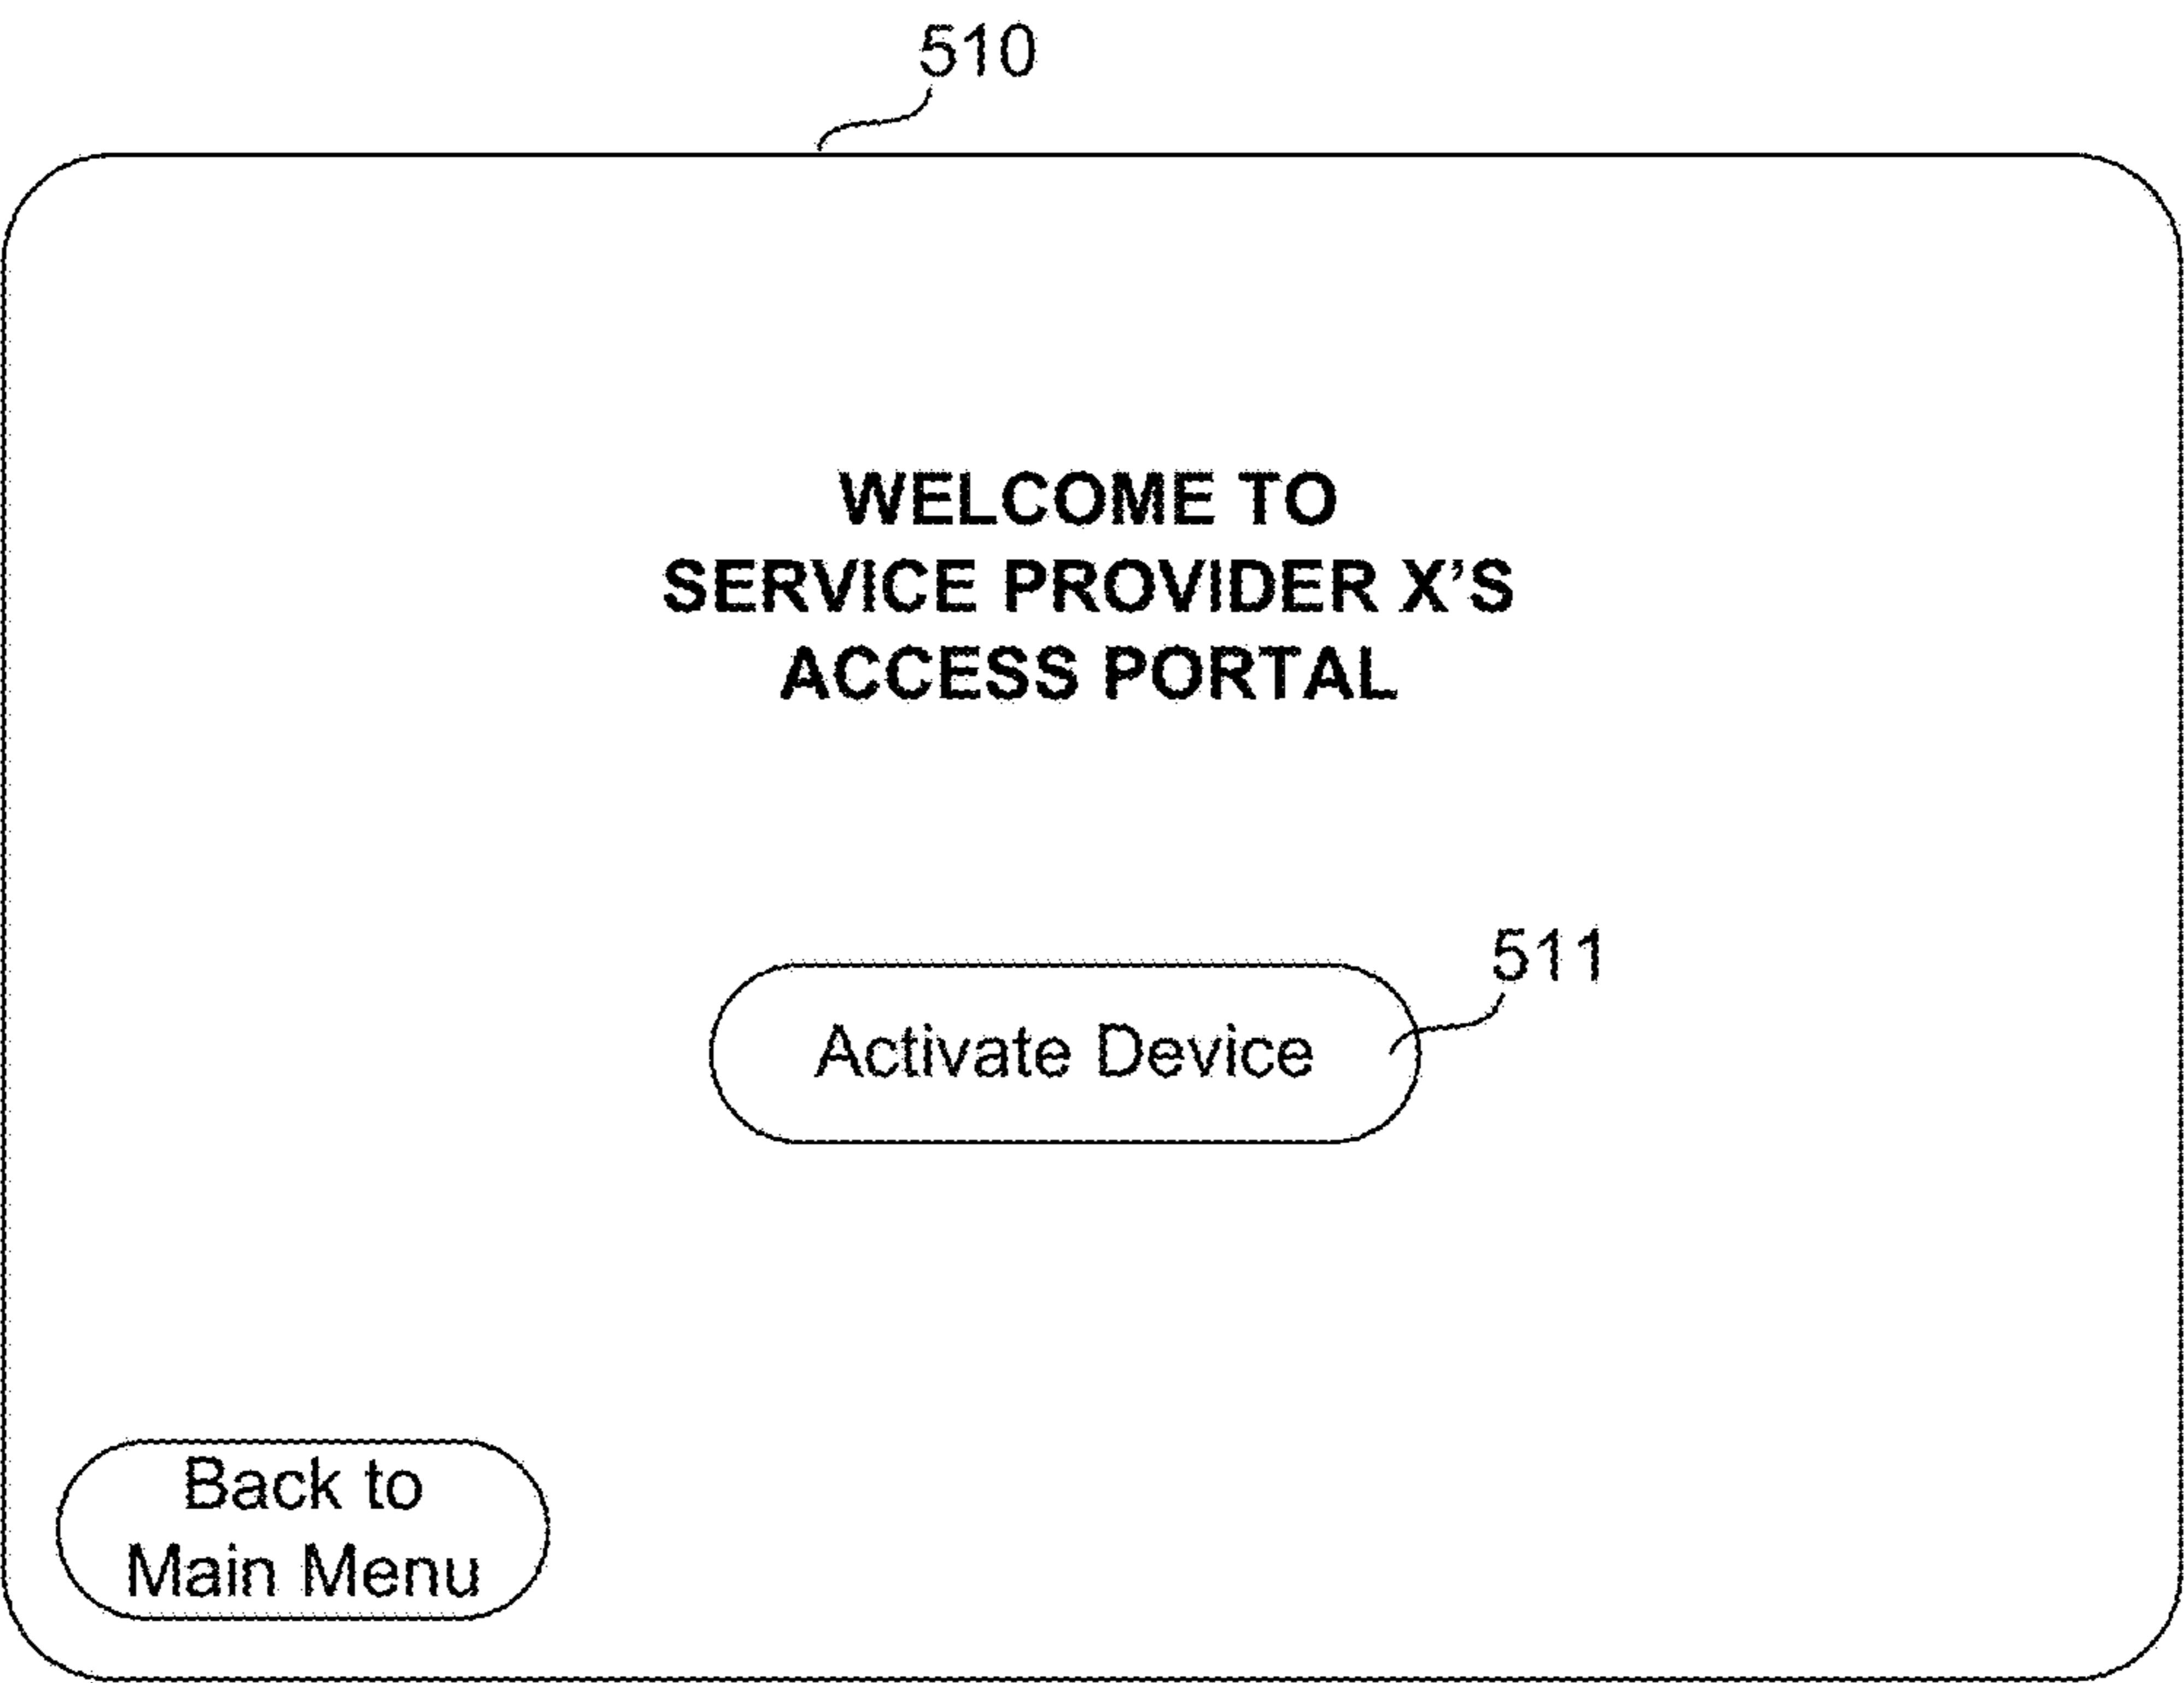 510
WELCOME TO
SERVICE PROVIDER X’S
ACCESS PORTAL
511
Activate Device
Back to
Main Menu